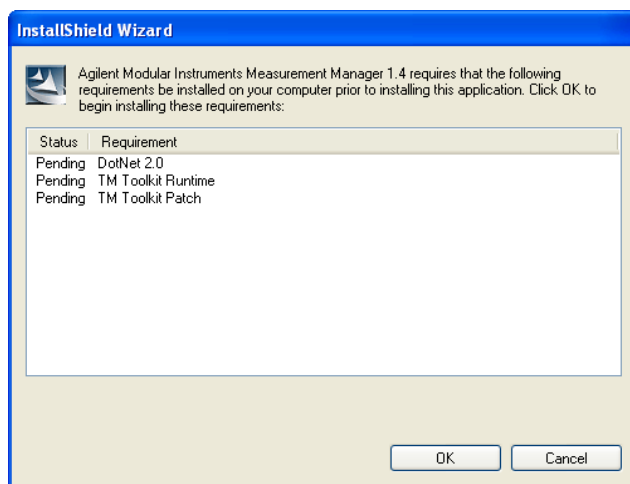 InstallShield Wizard
Agilent Modular Instruments Measurement Manager 1.4 requires that the following
requirements be installed on your computer prior to installing this application. Click OK to
begin installing these requirements:
Status Requirement
Pending DotNet 2.0
Pending TM Toolkit Runtime
Pending TM Toolkit Patch
OK Cancel